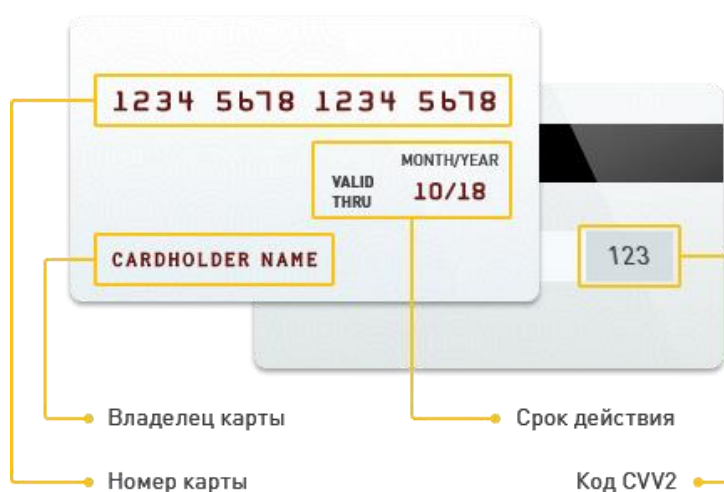 1234 5678 1234 5678
MONTH/YEAR
VALID THRU 10/18
CARDHOLDER NAME
123
Владелец карты
Срок действия
Номер карты
Код CVV2